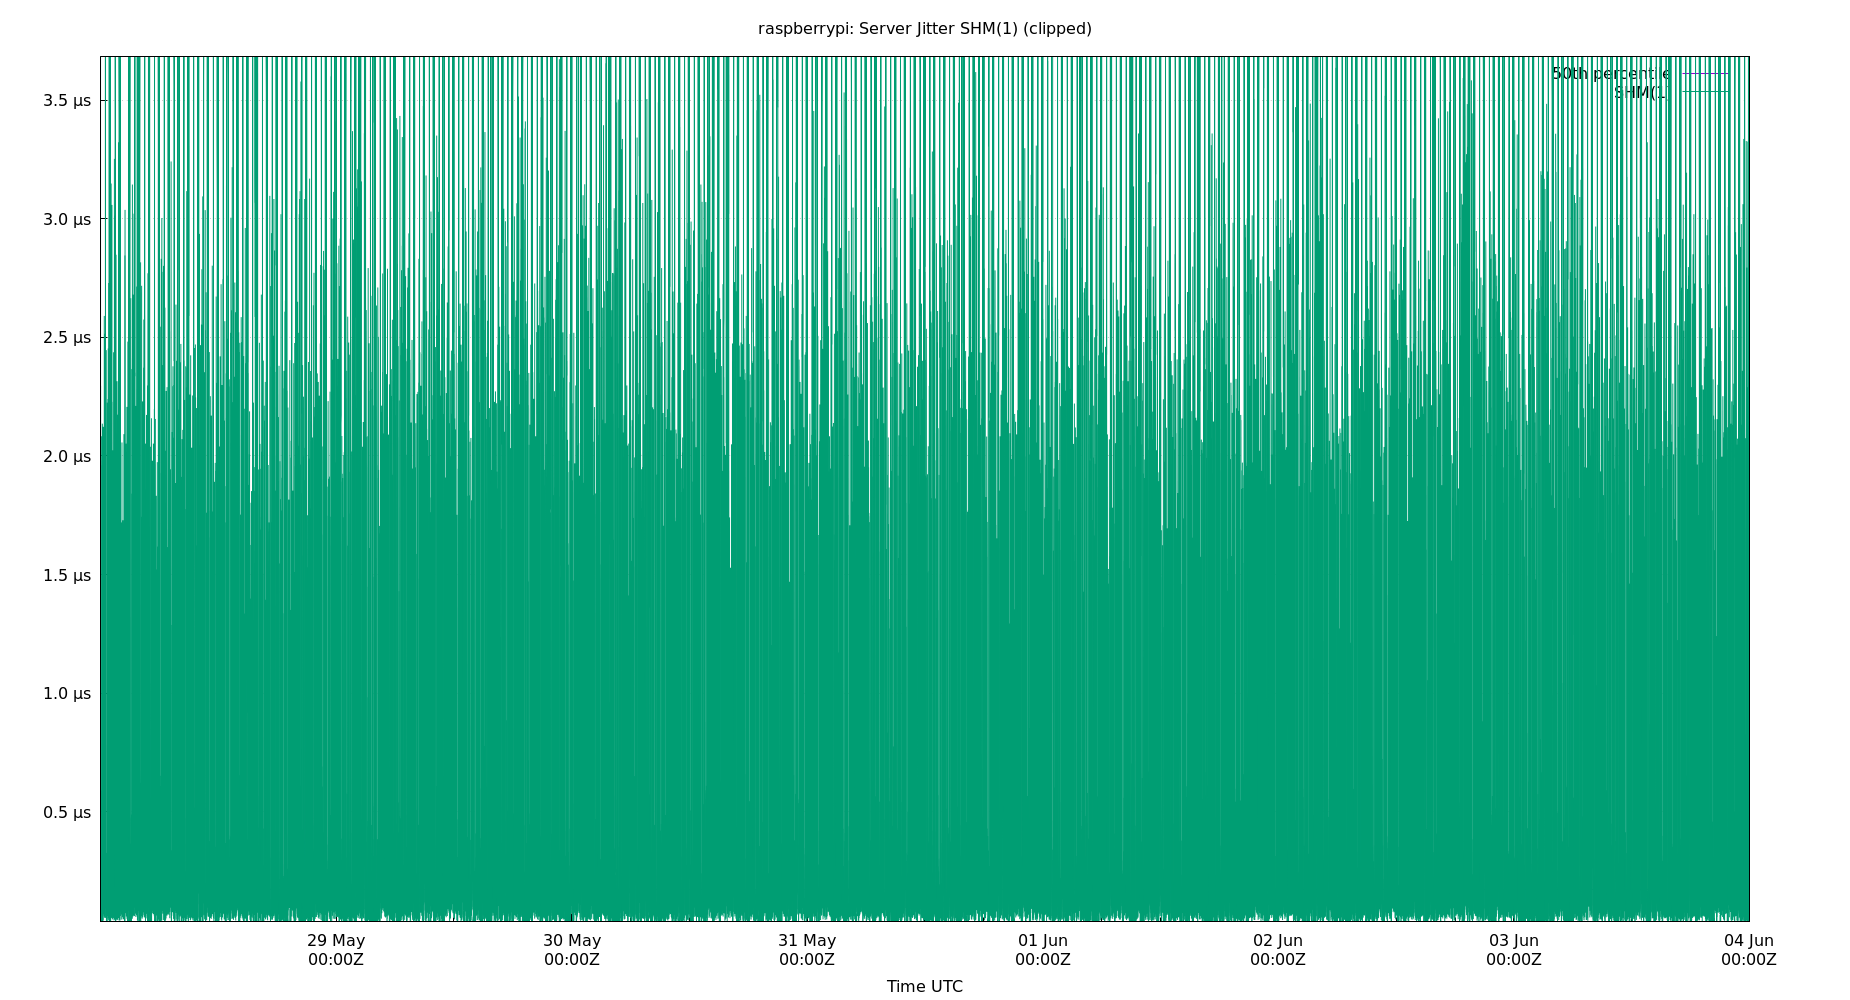 raspberrypi: Server Jitter SHM(1) (clipped)
50th percentile
SHM(1)
3.5 µs
3.0 µs
2.5 µs
2.0 µs
1.5 µs
1.0 µs
0.5 µs
29 May 30 May 31 May 01 Jun 02 Jun 03 Jun 04 Jun
00:00Z 00:00Z 00:00Z 00:00Z 00:00Z 00:00Z 00:00Z
Time UTC